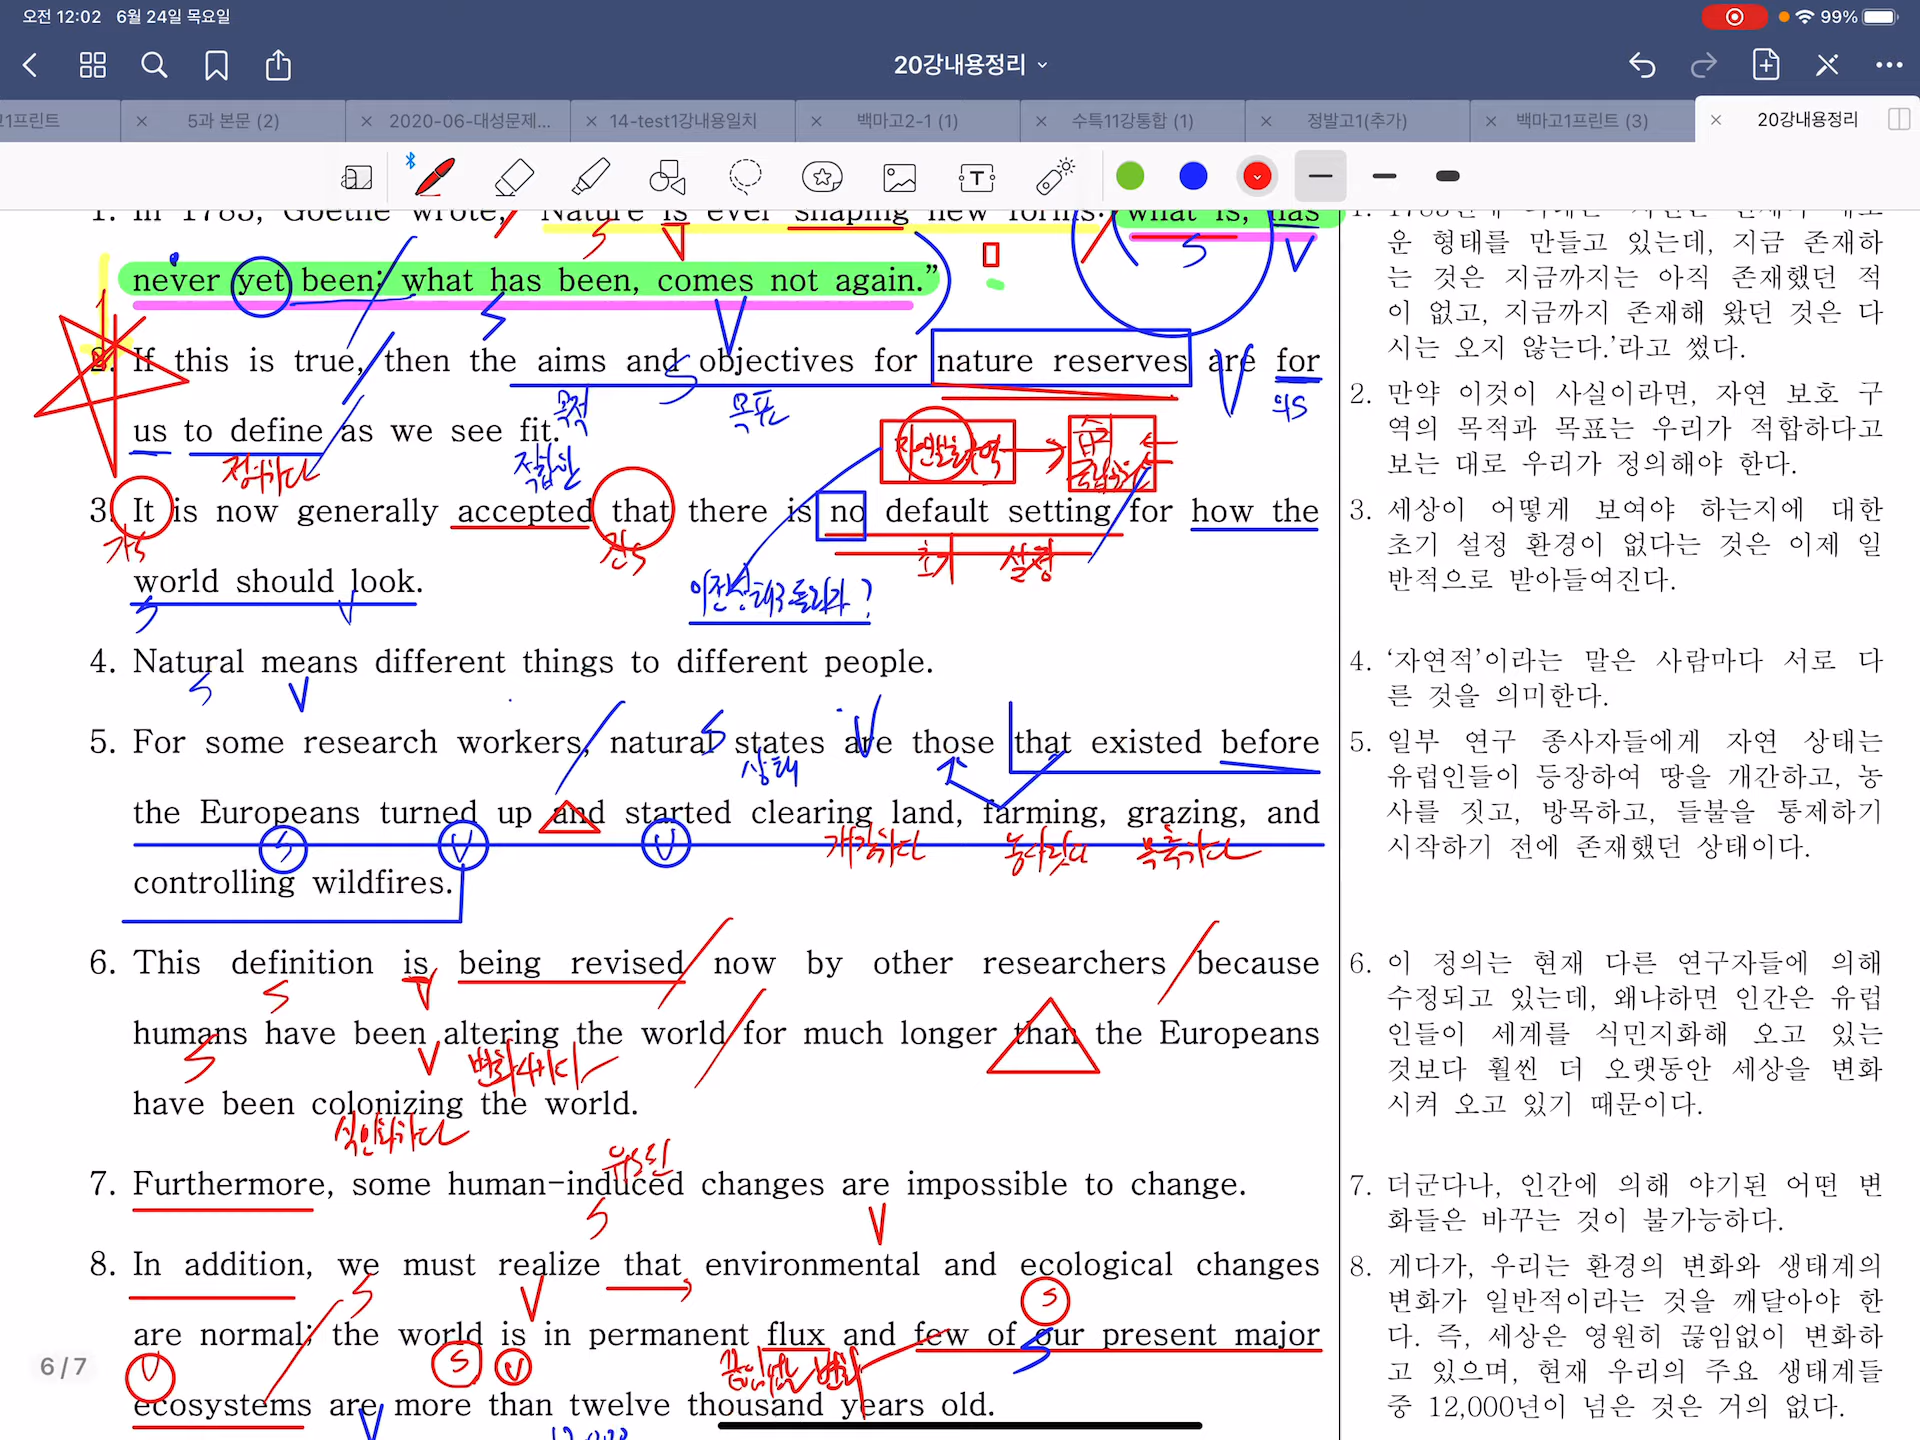 오전 12:02 6월 24일 목요일
99%
20강내용정리
1프린트
5과 본문 (2)
2020-06-대성문제...
14-test1강내용일치
백마고2-1 (1)
수특11강통합 (1)
정발고1(추가)
백마고1프린트 (3)
20강내용정리
1. In 1783, Goethe wrote, "Nature is ever shaping new forms: what is, has
never yet been; what has been, comes not again.”
2. If this is true, then the aims and objectives for nature reserves are for
목적 목표 의S
us to define as we see fit.
정하다 적합한
3. It is now generally accepted that there is no default setting for how the
가S 진S 초기 설정
world should look.
이전상태로 돌리자?
4. Natural means different things to different people.
S V
5. For some research workers, natural states are those that existed before
상태
the Europeans turned up and started clearing land, farming, grazing, and
S V V 개간하다 농사짓다
controlling wildfires.
6. This definition is being revised now by other researchers because
S V
humans have been altering the world for much longer than the Europeans
S V 변화시키다
have been colonizing the world.
식민화하다
유도된
7. Furthermore, some human-induced changes are impossible to change.
S V
8. In addition, we must realize that environmental and ecological changes
S V S
are normal; the world is in permanent flux and few of our present major
V S V 끊임없는 변화 S
ecosystems are more than twelve thousand years old.
V
6/7
운 형태를 만들고 있는데, 지금 존재하
는 것은 지금까지는 아직 존재했던 적
이 없고, 지금까지 존재해 왔던 것은 다
시는 오지 않는다.’라고 썼다.
2. 만약 이것이 사실이라면, 자연 보호 구
역의 목적과 목표는 우리가 적합하다고
보는 대로 우리가 정의해야 한다.
3. 세상이 어떻게 보여야 하는지에 대한
초기 설정 환경이 없다는 것은 이제 일
반적으로 받아들여진다.
4. ‘자연적’이라는 말은 사람마다 서로 다
른 것을 의미한다.
5. 일부 연구 종사자들에게 자연 상태는
유럽인들이 등장하여 땅을 개간하고, 농
사를 짓고, 방목하고, 들불을 통제하기
시작하기 전에 존재했던 상태이다.
6. 이 정의는 현재 다른 연구자들에 의해
수정되고 있는데, 왜냐하면 인간은 유럽
인들이 세계를 식민지화해 오고 있는
것보다 훨씬 더 오랫동안 세상을 변화
시켜 오고 있기 때문이다.
7. 더군다나, 인간에 의해 야기된 어떤 변
화들은 바꾸는 것이 불가능하다.
8. 게다가, 우리는 환경의 변화와 생태계의
변화가 일반적이라는 것을 깨달아야 한
다. 즉, 세상은 영원히 끊임없이 변화하
고 있으며, 현재 우리의 주요 생태계들
중 12,000년이 넘은 것은 거의 없다.